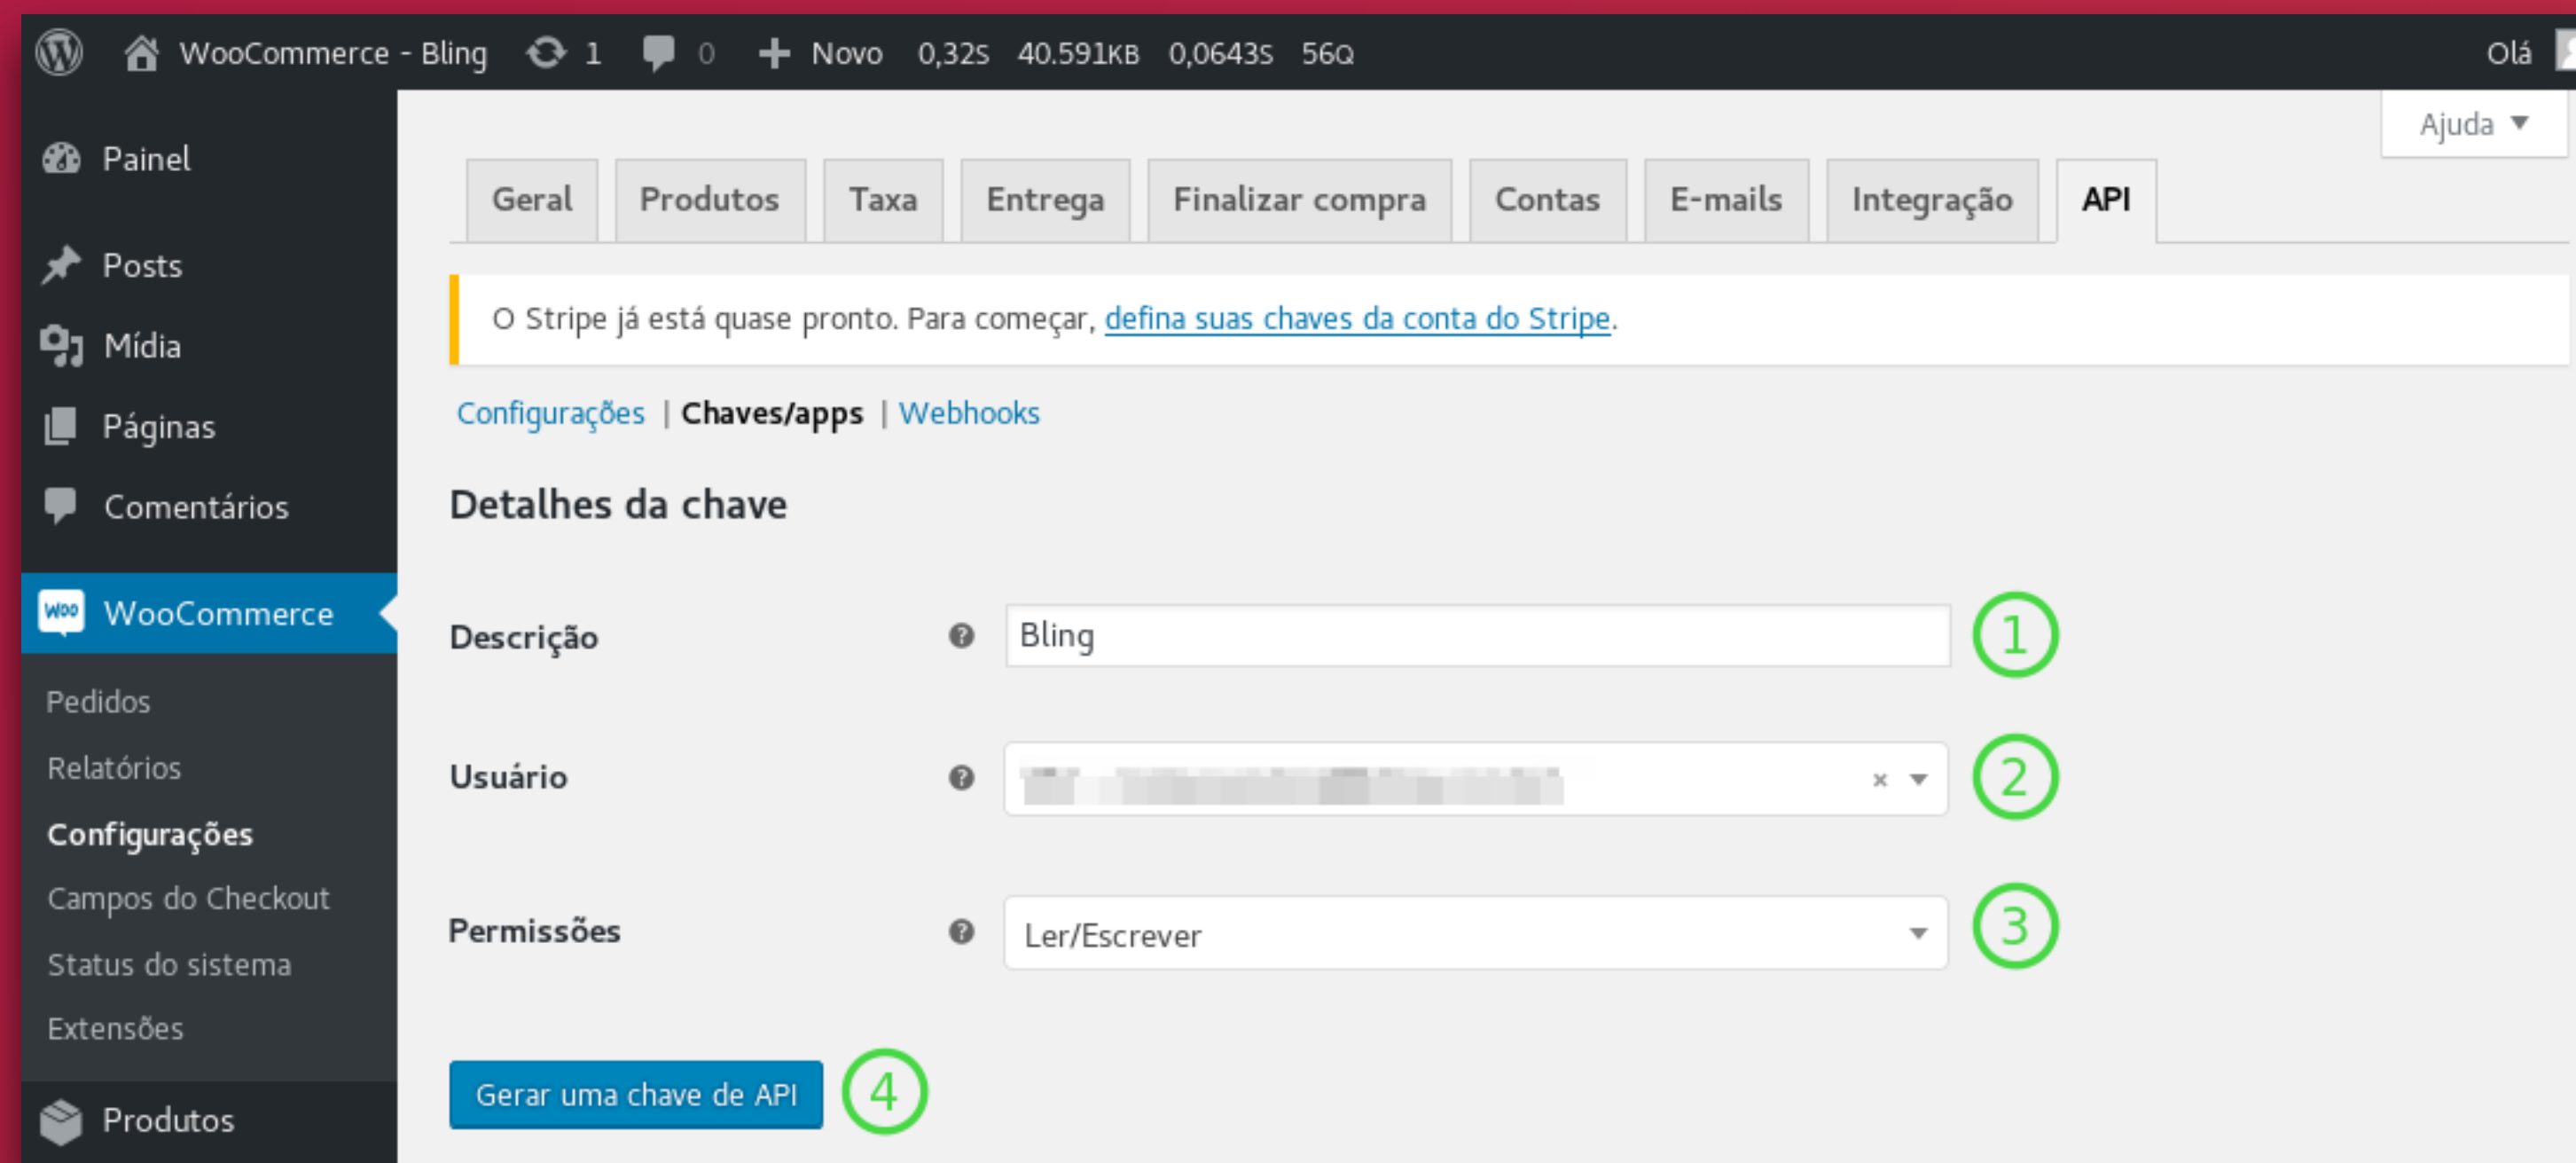 WooCommerce - Bling 1 0 Novo 0,32S 40.591KB 0,0643S 56Q Olá
Ajuda
Painel
Posts
Mídia
Páginas
Comentários
Woo WooCommerce
Pedidos
Relatórios
Configurações
Campos do Checkout
Status do sistema
Extensões
Produtos
Geral Produtos Taxa Entrega Finalizar compra Contas E-mails Integração API
O Stripe já está quase pronto. Para começar, defina suas chaves da conta do Stripe.
Configurações | Chaves/apps | Webhooks
Detalhes da chave
Descrição ? Bling 1
Usuário ? × 2
Permissões ? Ler/Escrever 3
Gerar uma chave de API 4